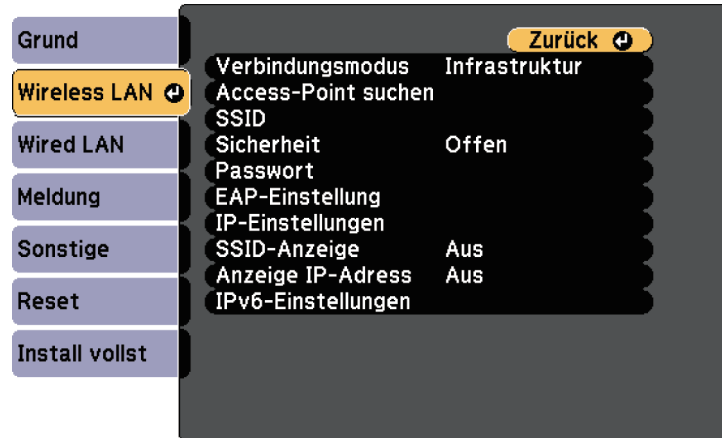 Grund
Wireless LAN
Wired LAN
Meldung
Sonstige
Reset
Install vollst
Zurück
Verbindungsmodus Infrastruktur
Access-Point suchen
SSID
Sicherheit Offen
Passwort
EAP-Einstellung
IP-Einstellungen
SSID-Anzeige Aus
Anzeige IP-Adress Aus
IPv6-Einstellungen